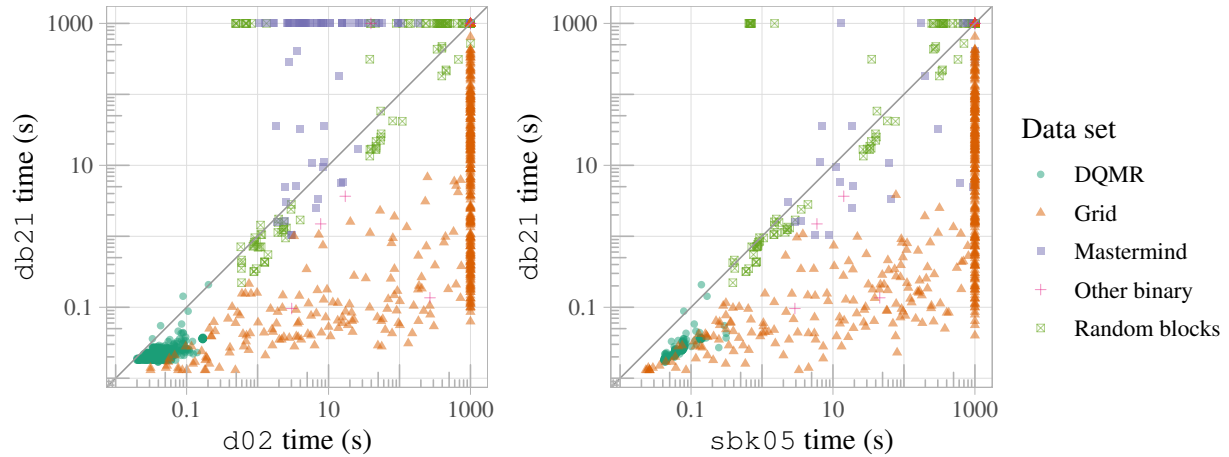 1000
10
0.1
db21 time (s)
0.1
10
1000
d02 time (s)
1000
10
0.1
db21 time (s)
0.1
10
1000
sbk05 time (s)
Data set
DQMR
Grid
Mastermind
Other binary
Random blocks